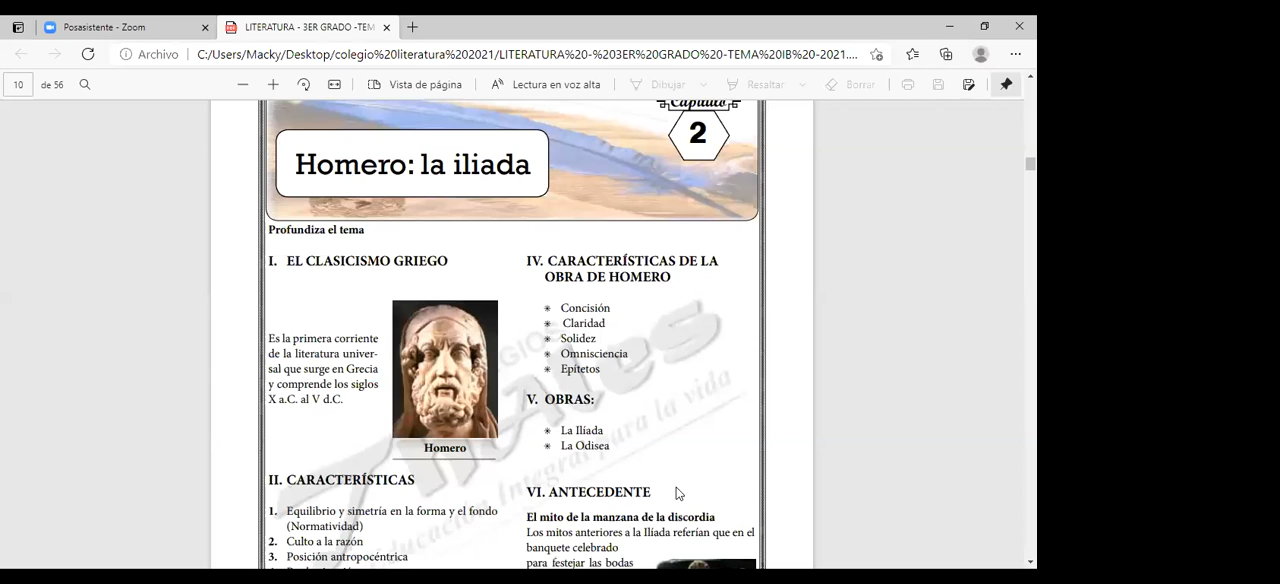 Posasistente - Zoom
LITERATURA - 3ER GRADO -TEM
Archivo
C:/Users/Macky/Desktop/colegio%20literatura%202021/LITERATURA%20-%203ER%20GRADO%20-TEMA%20IB%20-2021....
10
de 56
Vista de página
Lectura en voz alta
Dibujar
Resaltar
Borrar
Capítulo
2
Homero: la iliada
Profundiza el tema
I. EL CLASICISMO GRIEGO
Es la primera corriente
de la literatura univer-
sal que surge en Grecia
y comprende los siglos
X a.C. al V d.C.
Homero
II. CARACTERÍSTICAS
1. Equilibrio y simetría en la forma y el fondo
(Normatividad)
2. Culto a la razón
3. Posición antropocéntrica
IV. CARACTERÍSTICAS DE LA
OBRA DE HOMERO
✳ Concisión
✳ Claridad
✳ Solidez
✳ Omnisciencia
✳ Epítetos
V. OBRAS:
✳ La Ilíada
✳ La Odisea
VI. ANTECEDENTE
El mito de la manzana de la discordia
Los mitos anteriores a la Ilíada referían que en el
banquete celebrado
para festejar las bodas